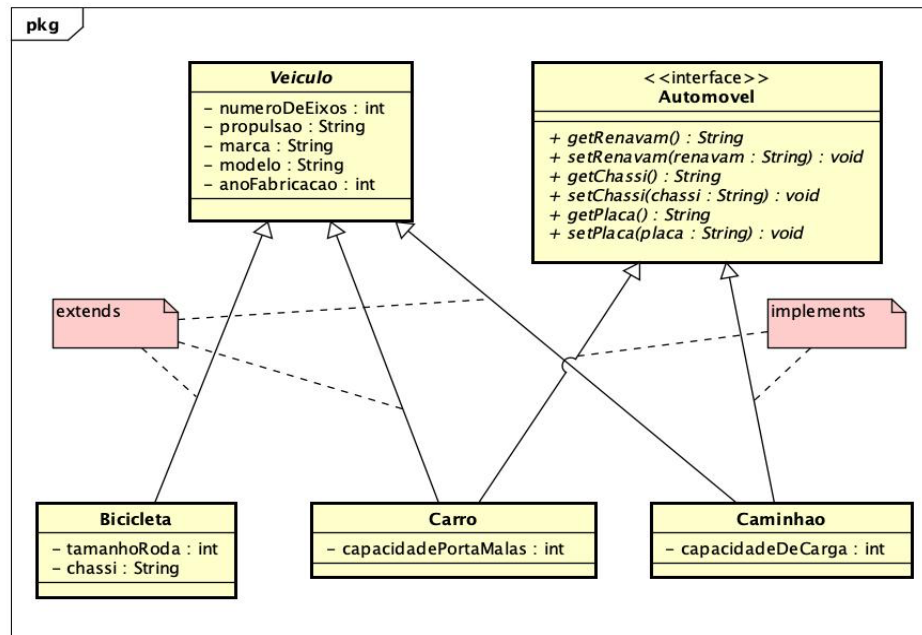 pkg
Veiculo
- numeroDeEixos : int
- propulsao : String
- marca : String
- modelo : String
- anoFabricacao : int
<<interface>>
Automovel
+ getRenavam() : String
+ setRenavam(renavam : String) : void
+ getChassi() : String
+ setChassi(chassi : String) : void
+ getPlaca() : String
+ setPlaca(placa : String) : void
extends
implements
Bicicleta
- tamanhoRoda : int
- chassi : String
Carro
- capacidadePortaMalas : int
Caminhao
- capacidadeDeCarga : int